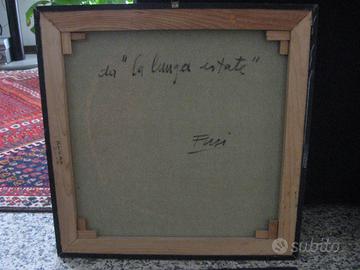 da "la lunga estate"
Fusi
subito